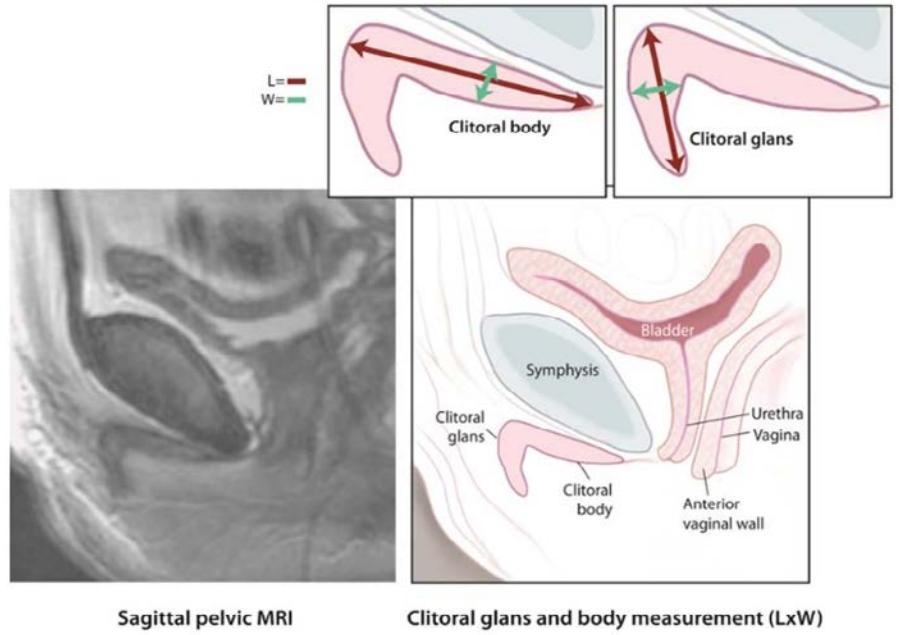 L=
W=
Clitoral body
Clitoral glans
Bladder
Symphysis
Clitoral
glans
Urethra
Vagina
Clitoral
body
Anterior
vaginal wall
Sagittal pelvic MRI
Clitoral glans and body measurement (LxW)